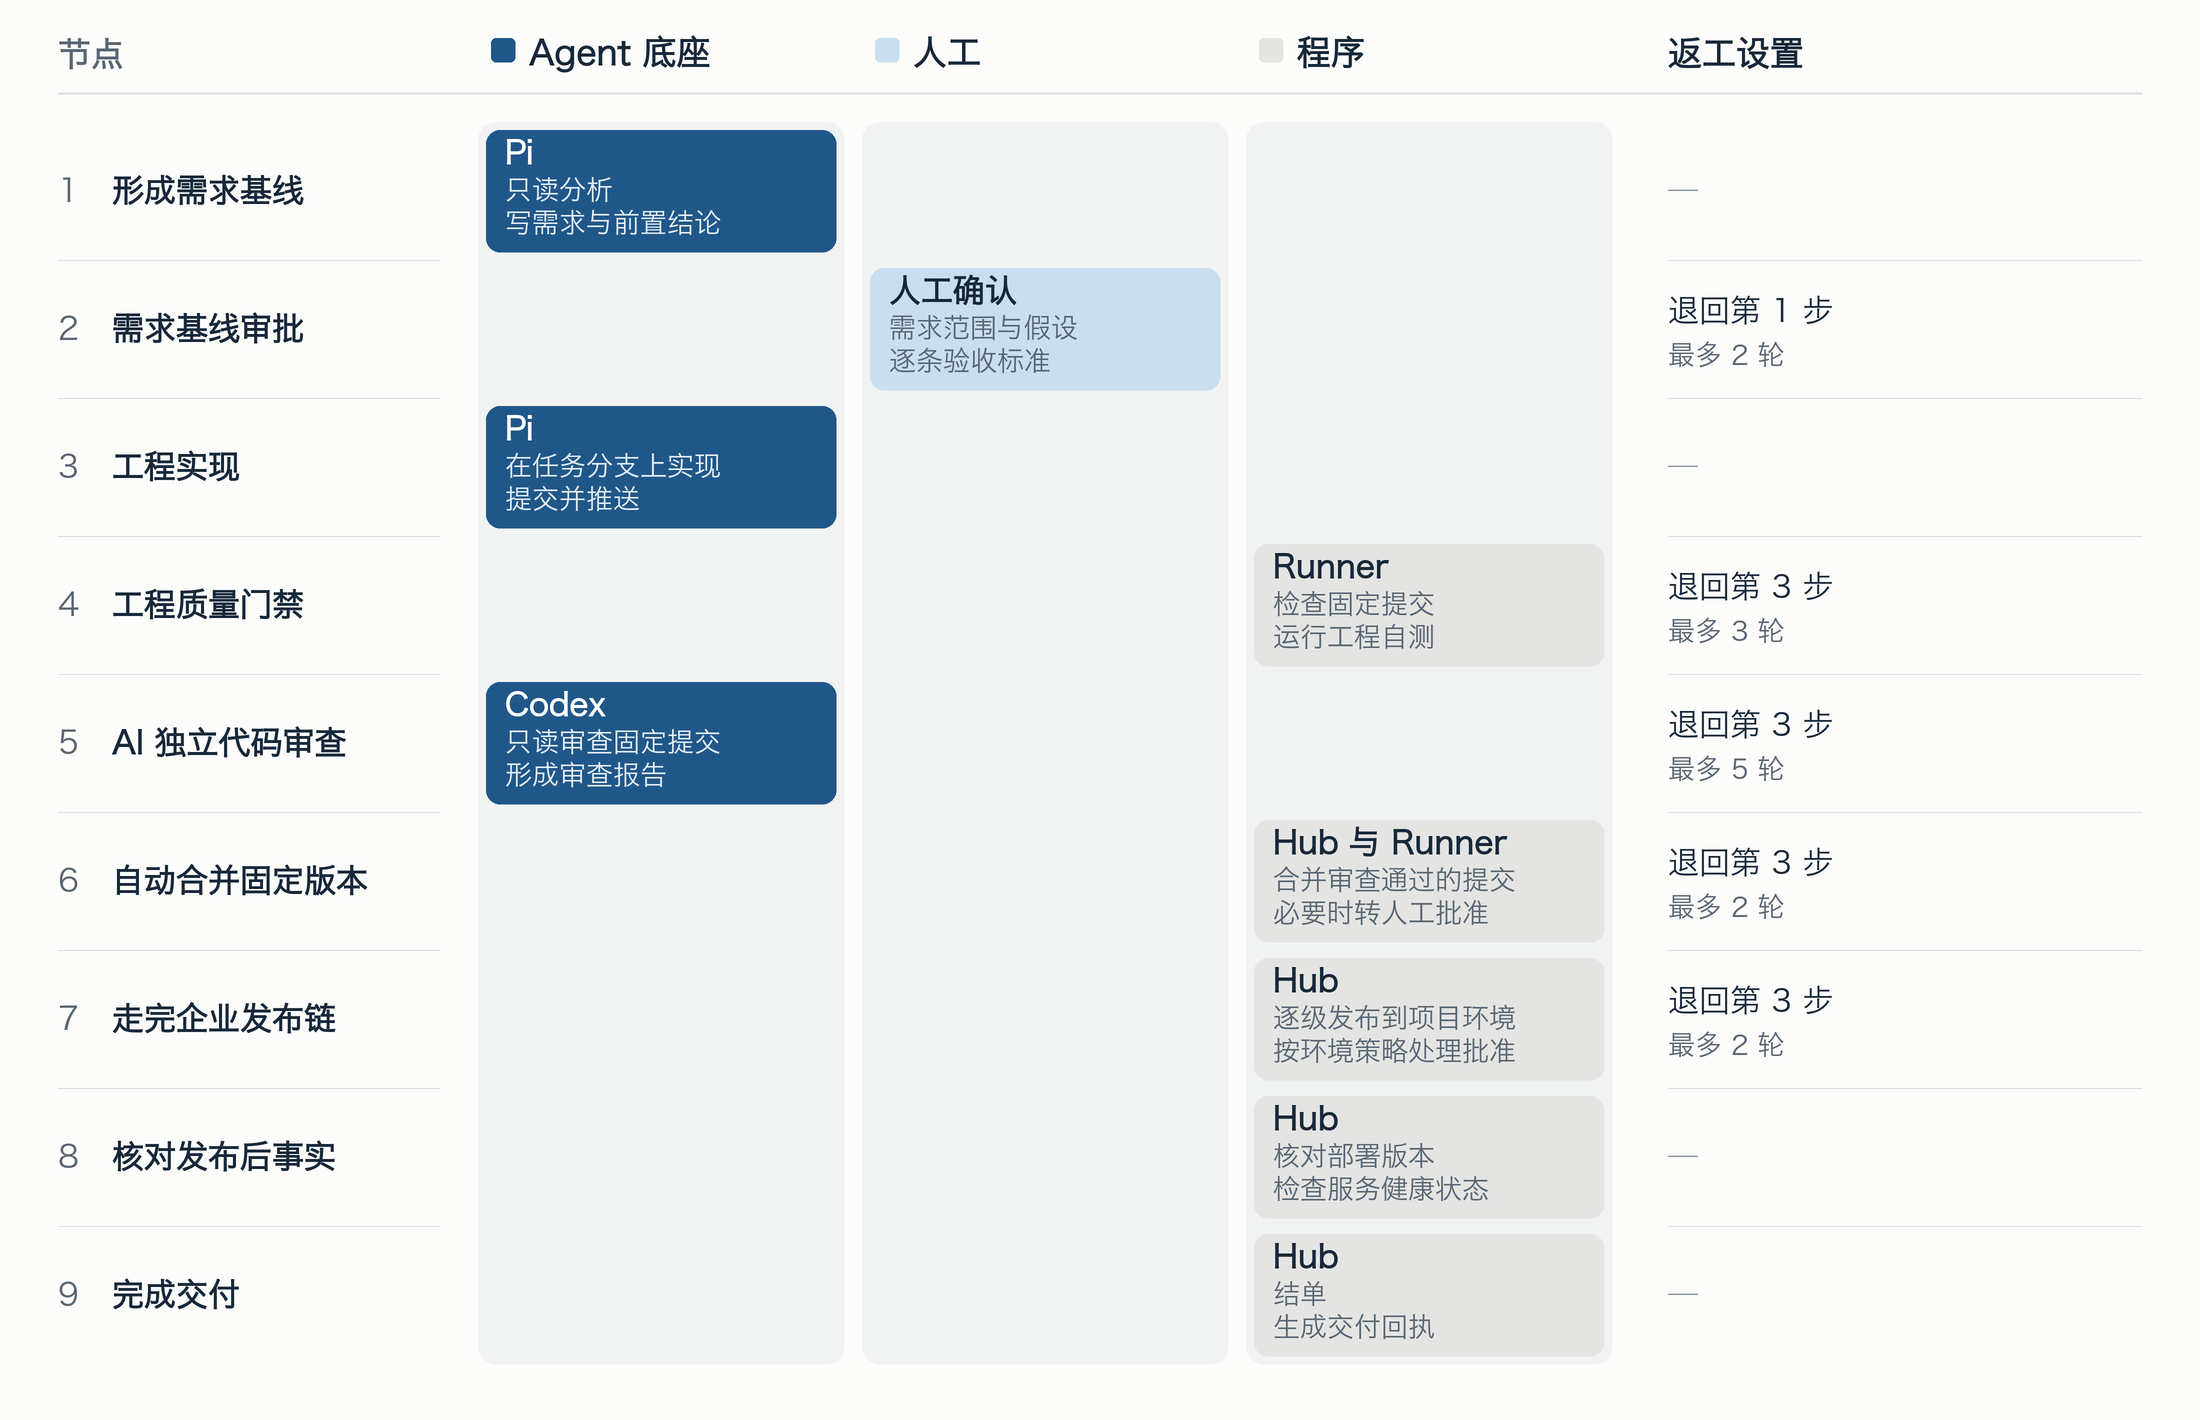 节点
Agent 底座
人工
程序
返工设置
1 形成需求基线
Pi
只读分析
写需求与前置结论
—
2 需求基线审批
人工确认
需求范围与假设
逐条验收标准
退回第 1 步
最多 2 轮
3 工程实现
Pi
在任务分支上实现
提交并推送
—
4 工程质量门禁
Runner
检查固定提交
运行工程自测
退回第 3 步
最多 3 轮
5 AI 独立代码审查
Codex
只读审查固定提交
形成审查报告
退回第 3 步
最多 5 轮
6 自动合并固定版本
Hub 与 Runner
合并审查通过的提交
必要时转人工批准
退回第 3 步
最多 2 轮
7 走完企业发布链
Hub
逐级发布到项目环境
按环境策略处理批准
退回第 3 步
最多 2 轮
8 核对发布后事实
Hub
核对部署版本
检查服务健康状态
—
9 完成交付
Hub
结单
生成交付回执
—